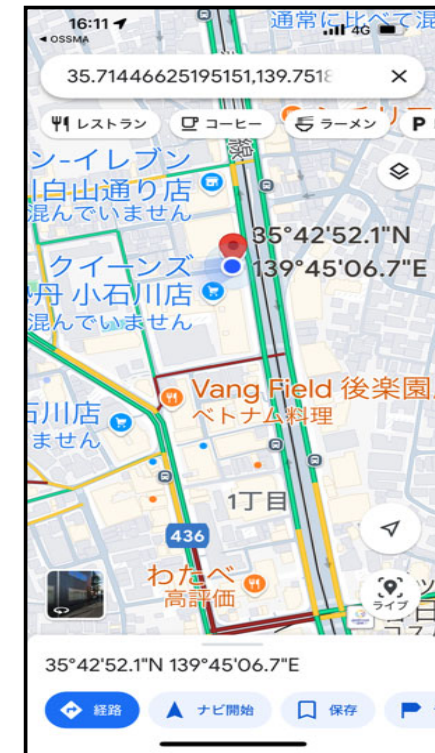 16:11
4G
◀ OSSMA
通常に比べて混
35.71446625195151,139.7518
レストラン
コーヒー
ラーメン
P
ン-イレブン
白山通り店
混んでいません
線
35°42'52.1"N
139°45'06.7"E
クイーンズ
丹 小石川店
混んでいません
Vang Field 後楽園
ベトナム料理
石川店
ません
1丁目
436
わたべ
高評価
ライブ
35°42'52.1"N 139°45'06.7"E
経路
ナビ開始
保存